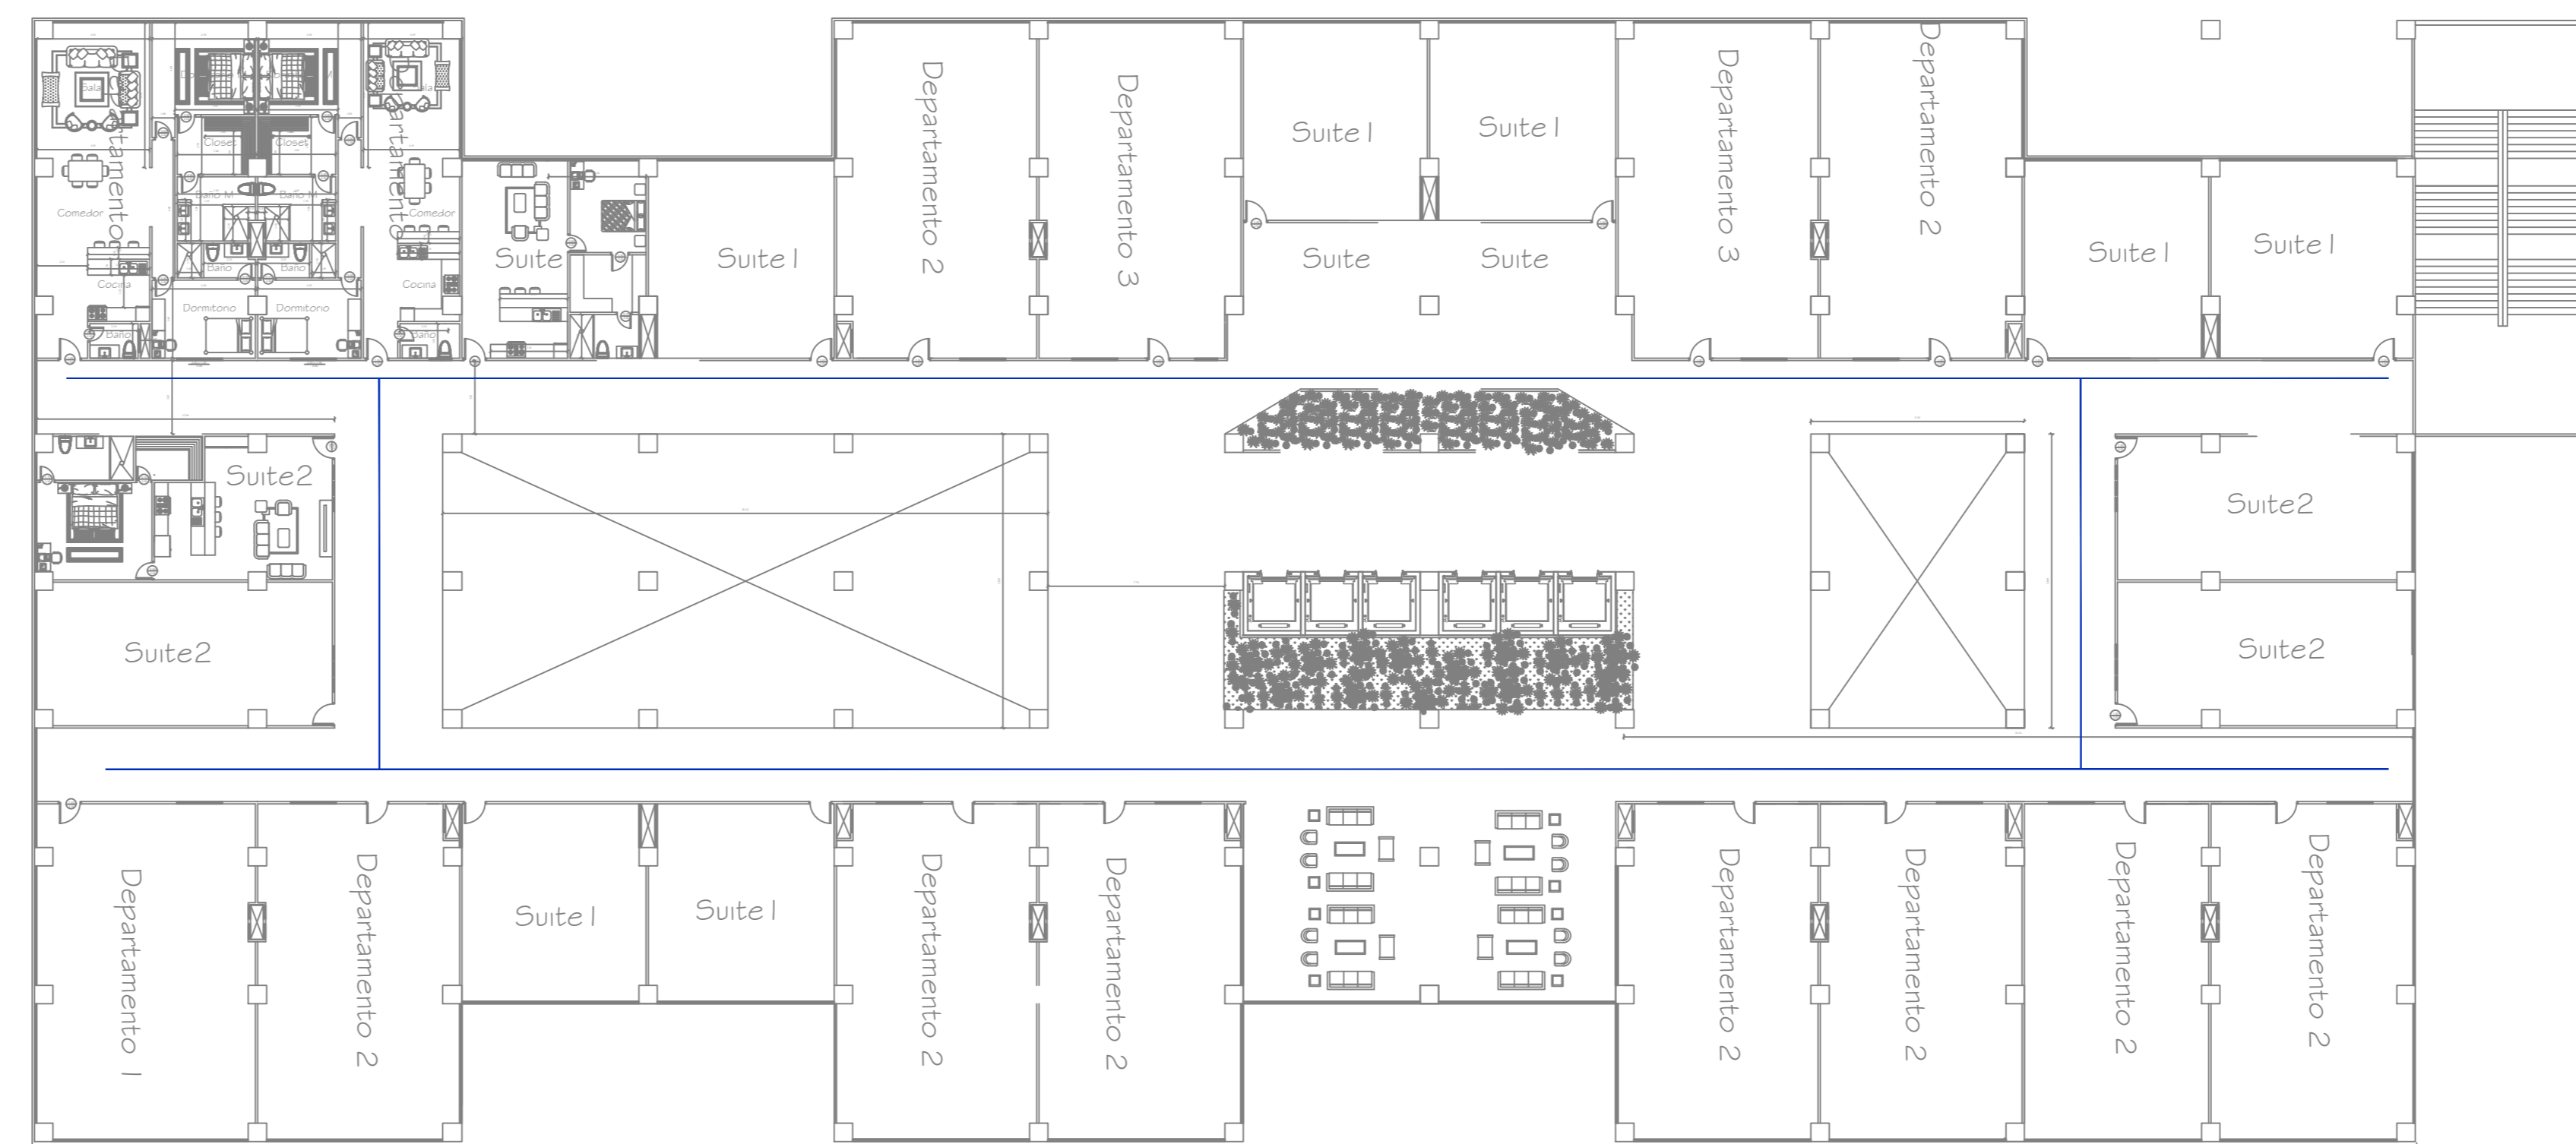 Departamento 2
Departamento 3
Suite 1
Suite 1
Departamento 3
Departamento 2
Sala
Closet
Closet
Baño M
Baño M
Comedor
Comedor
Baño
Baño
Cocina
Cocina
Dormitorio
Dormitorio
Baño
Baño
Suite
Suite 1
Suite
Suite
Suite 1
Suite 1
Suite2
Suite2
Suite2
Suite2
Departamento 1
Departamento 2
Suite 1
Suite 1
Departamento 2
Departamento 2
Departamento 2
Departamento 2
Departamento 2
Departamento 2